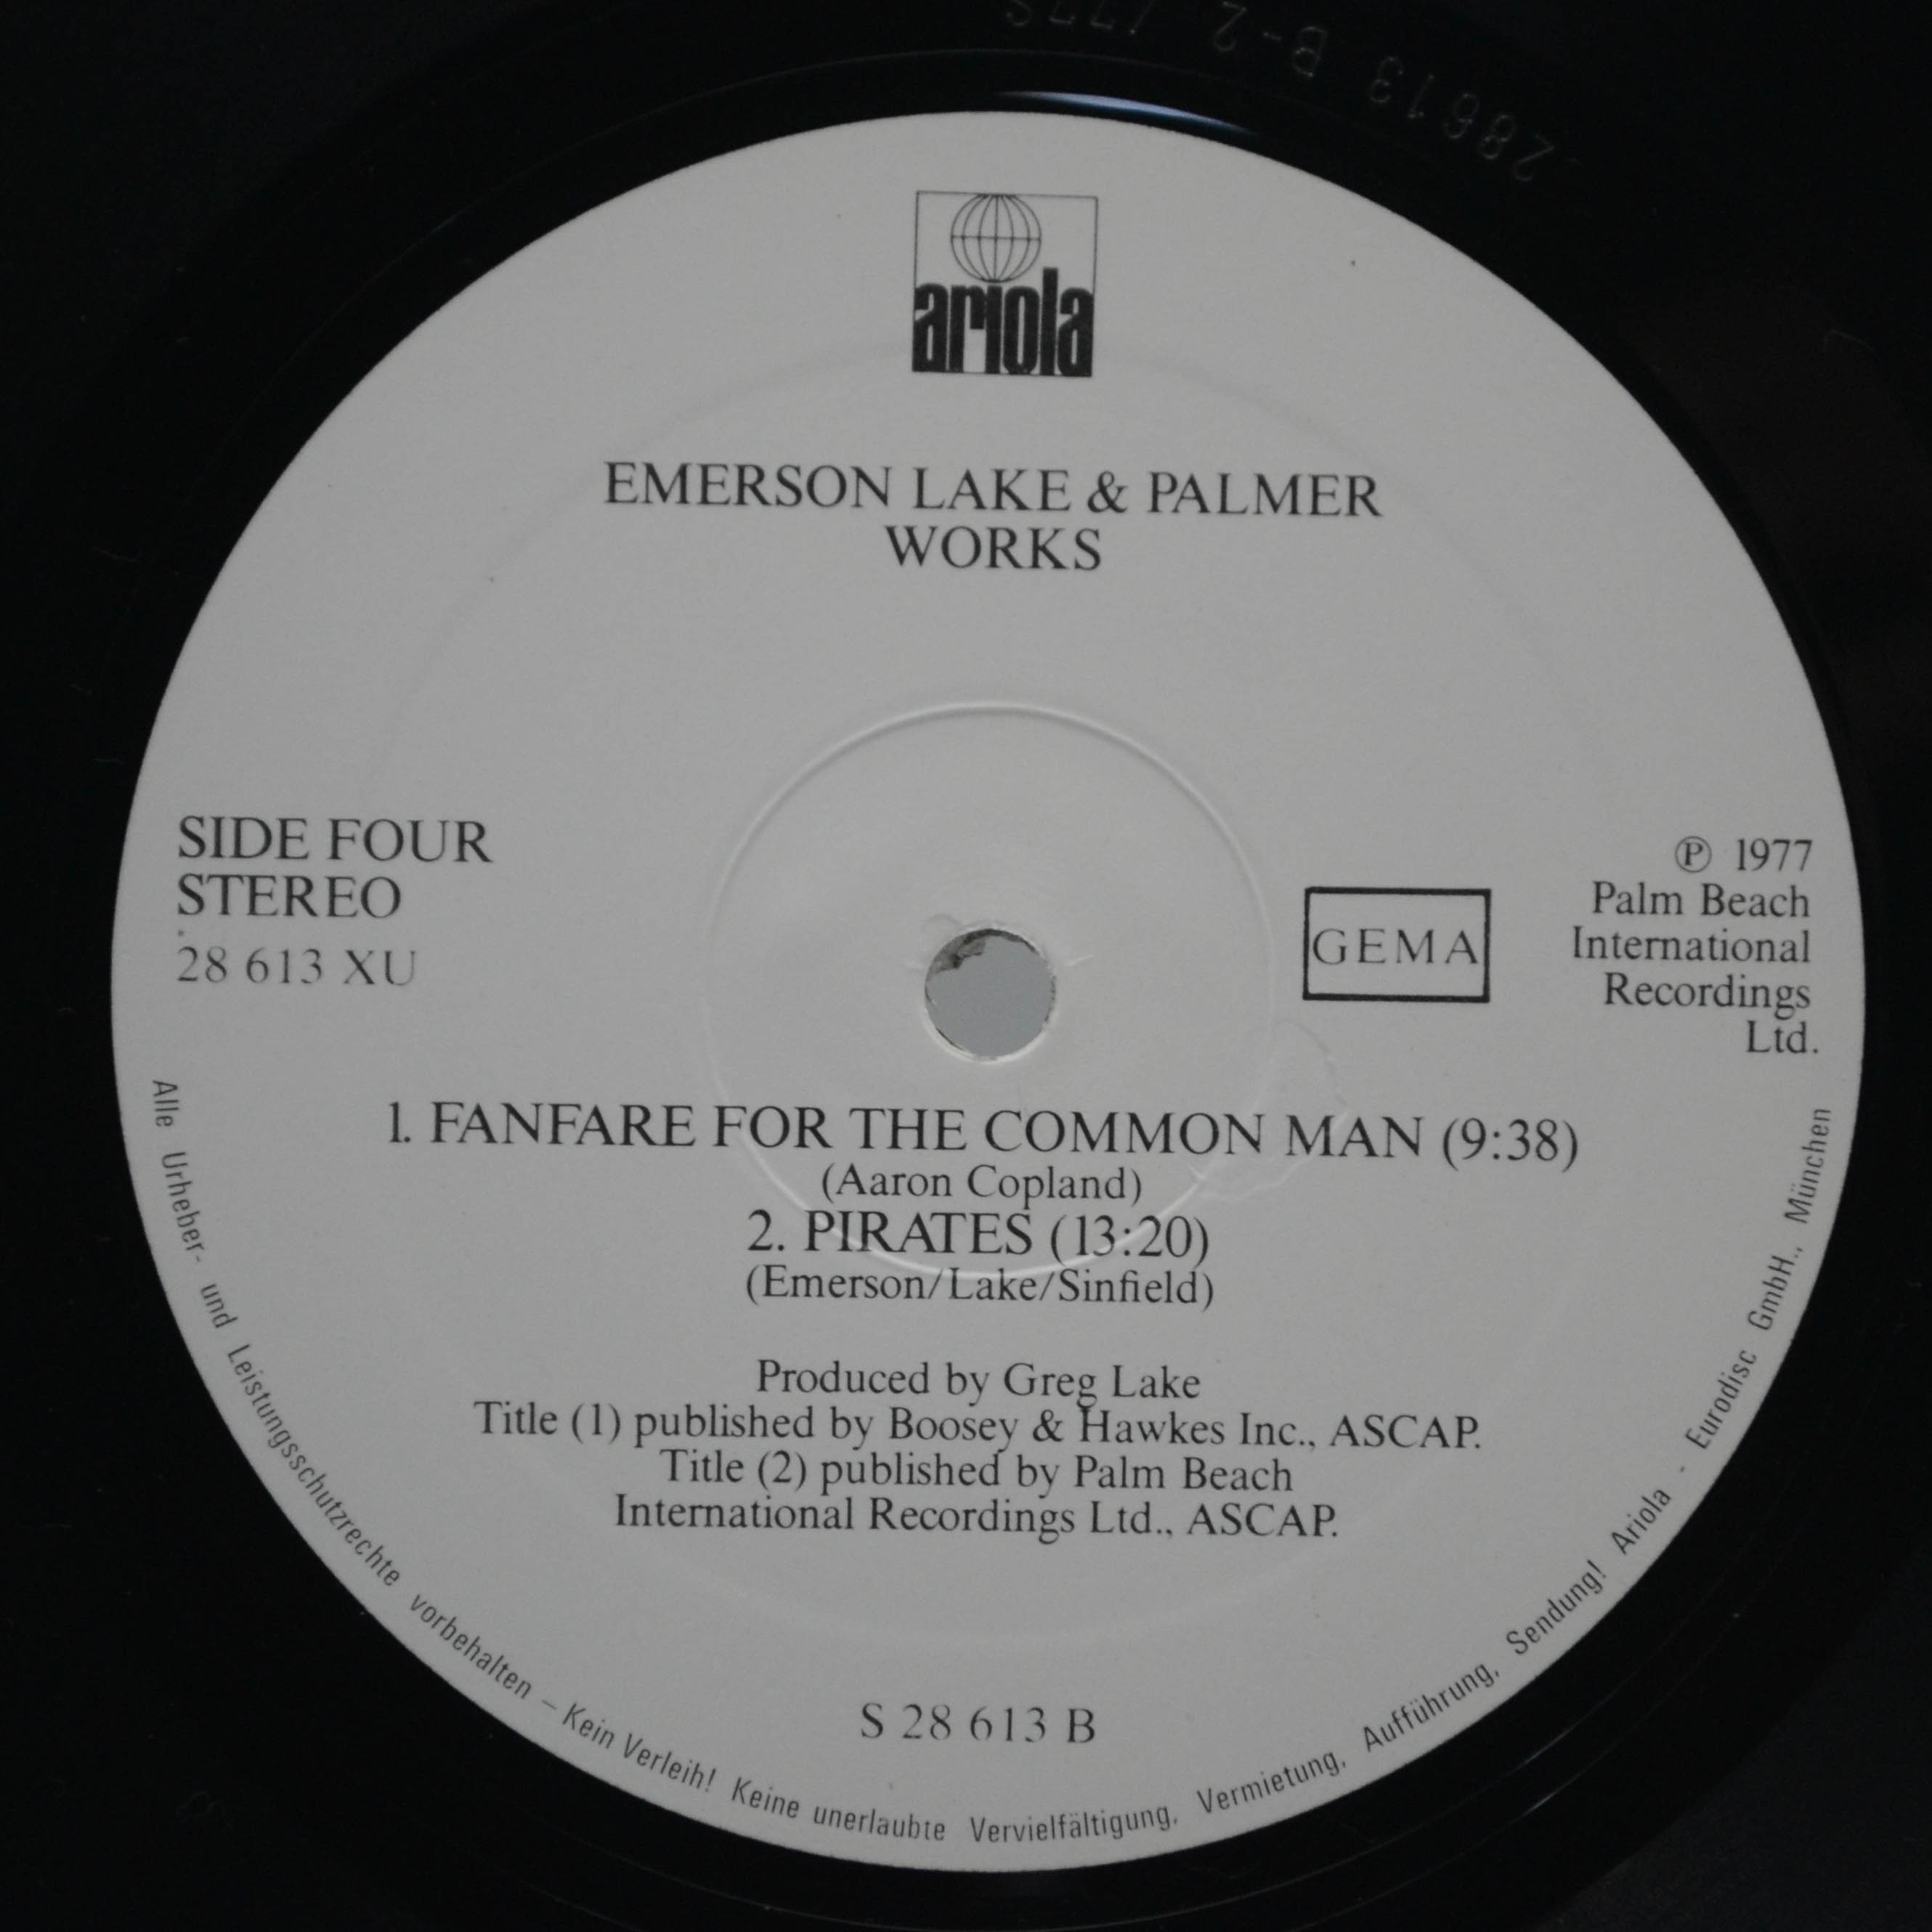 28613 B-2
ariola
EMERSON LAKE & PALMER
WORKS
SIDE FOUR
STEREO
28 613 XU
GEMA
℗ 1977
Palm Beach
International
Recordings
Ltd.
1. FANFARE FOR THE COMMON MAN (9:38)
(Aaron Copland)
2. PIRATES (13:20)
(Emerson/Lake/Sinfield)
Produced by Greg Lake
Title (1) published by Boosey & Hawkes Inc., ASCAP.
Title (2) published by Palm Beach
International Recordings Ltd., ASCAP.
S 28 613 B
Alle Urheber- und Leistungsschutzrechte vorbehalten – Kein Verleih! Keine unerlaubte Vervielfältigung, Vermietung, Aufführung, Sendung! Ariola - Eurodisc GmbH., München